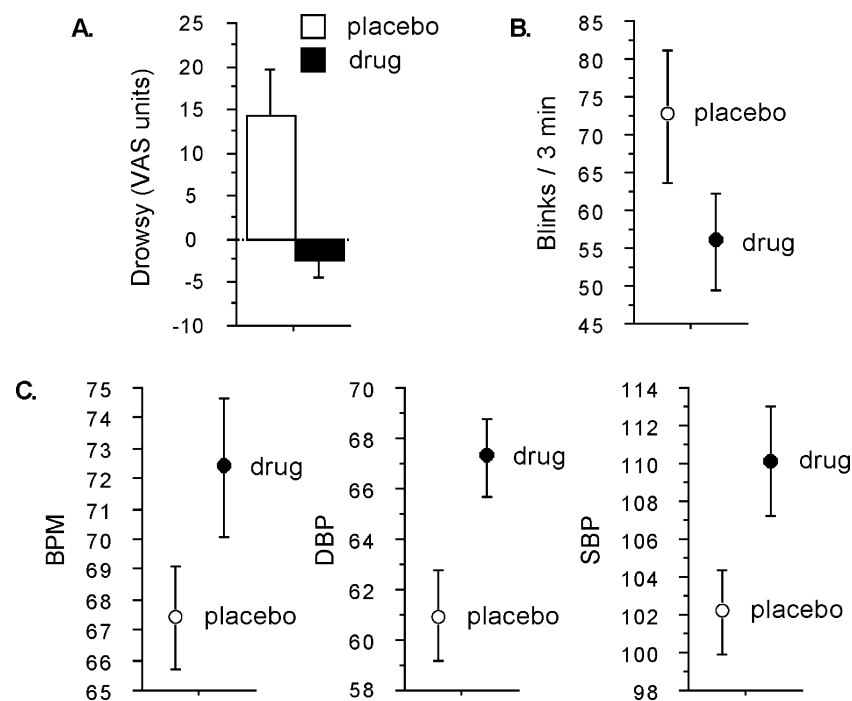 A.
placebo
drug
Drowsy (VAS units)
25
20
15
10
5
0
-5
-10
B.
Blinks / 3 min
85
80
75
70
65
60
55
50
45
placebo
drug
C.
BPM
75
74
73
72
71
70
69
68
67
66
65
drug
placebo
DBP
70
68
66
64
62
60
58
drug
placebo
SBP
114
112
110
108
106
104
102
100
98
drug
placebo